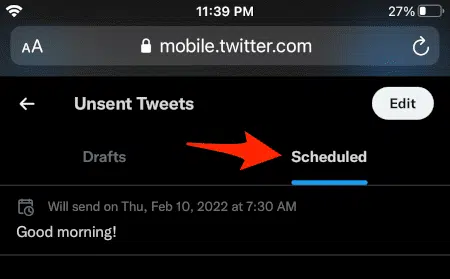 11:39 PM
27%
AA
mobile.twitter.com
Unsent Tweets
Edit
Drafts
Scheduled
Will send on Thu, Feb 10, 2022 at 7:30 AM
Good morning!